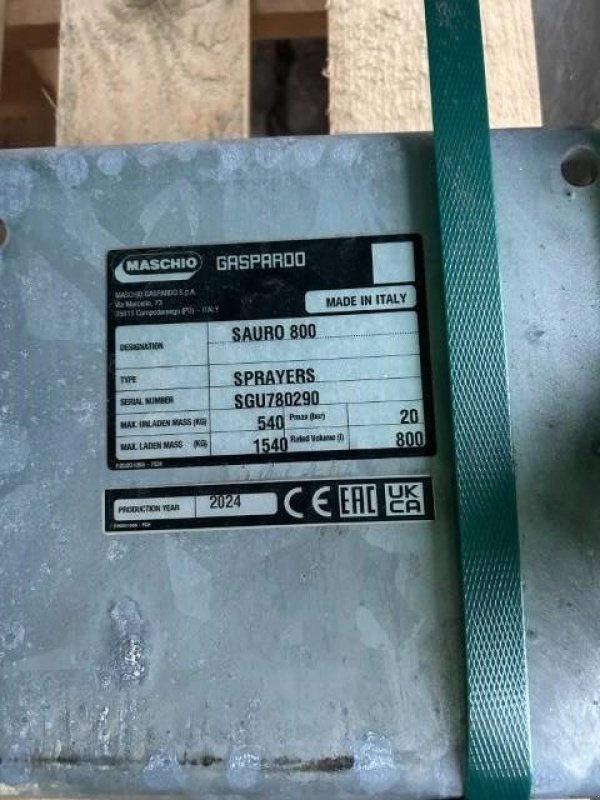 MASCHIO GASPARDO
MASCHIO GASPARDO S.p.A.
Via Marcello, 73
35011 Campodarsego (PD) - ITALY
MADE IN ITALY
DESIGNATION SAURO 800
TYPE SPRAYERS
SERIAL NUMBER SGU780290
MAX. UNLADEN MASS (KG) 540 Pmax (bar) 20
MAX. LADEN MASS (KG) 1540 Rated Volume (l) 800
PRODUCTION YEAR 2024 CE EAC UK CA